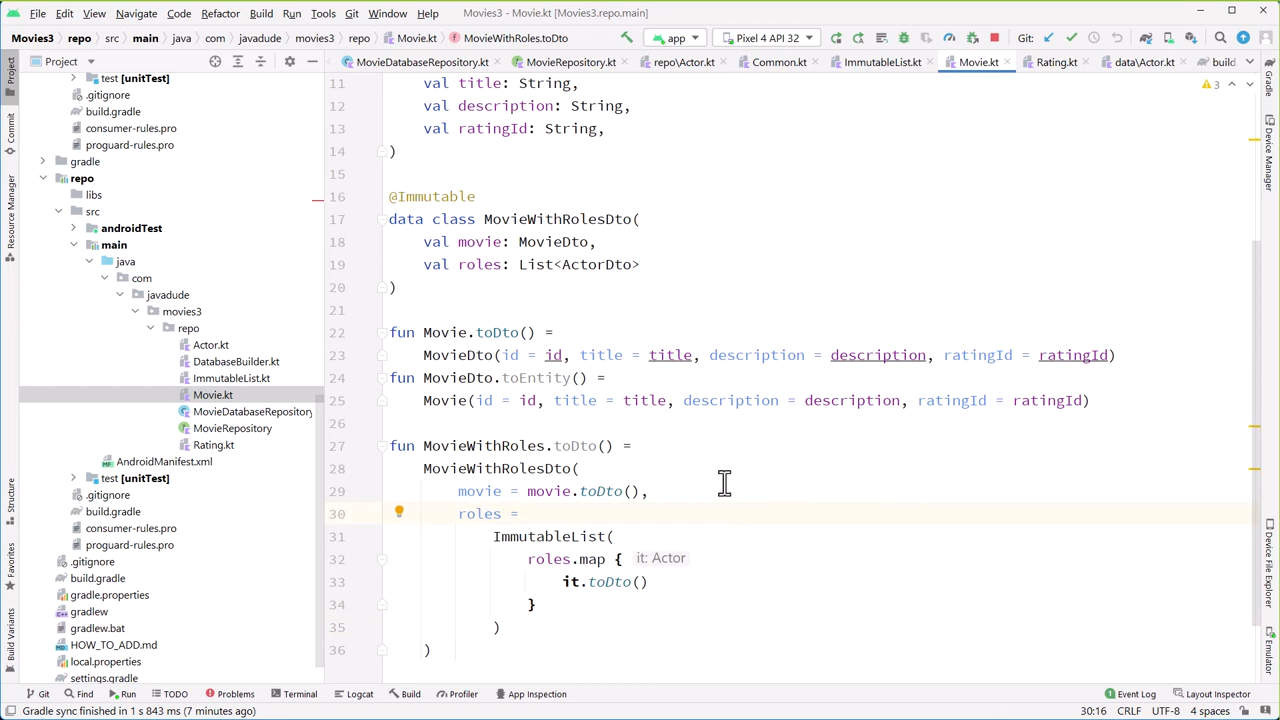 File Edit View Navigate Code Refactor Build Run Tools Git Window Help Movies3 - Movie.kt [Movies3.repo.main]
Movies3 repo src main java com javadude movies3 repo Movie.kt MovieWithRoles.toDto app Pixel 4 API 32 Git:
Project MovieDatabaseRepository.kt MovieRepository.kt repo\Actor.kt Common.kt ImmutableList.kt Movie.kt Rating.kt data\Actor.kt build
Project
Commit
Resource Manager
Structure
Favorites
Build Variants
test [unitTest]
.gitignore
build.gradle
consumer-rules.pro
proguard-rules.pro
gradle
repo
libs
src
androidTest
main
java
com
javadude
movies3
repo
Actor.kt
DatabaseBuilder.kt
ImmutableList.kt
Movie.kt
MovieDatabaseRepository
MovieRepository
Rating.kt
AndroidManifest.xml
test [unitTest]
.gitignore
build.gradle
consumer-rules.pro
proguard-rules.pro
.gitignore
build.gradle
gradle.properties
gradlew
gradlew.bat
HOW_TO_ADD.md
local.properties
settings.gradle
11 val title: String,
12 val description: String,
13 val ratingId: String,
14 )
15
16 @Immutable
17 data class MovieWithRolesDto(
18 val movie: MovieDto,
19 val roles: List<ActorDto>
20 )
21
22 fun Movie.toDto() =
23 MovieDto(id = id, title = title, description = description, ratingId = ratingId)
24 fun MovieDto.toEntity() =
25 Movie(id = id, title = title, description = description, ratingId = ratingId)
26
27 fun MovieWithRoles.toDto() =
28 MovieWithRolesDto(
29 movie = movie.toDto(),
30 roles =
31 ImmutableList(
32 roles.map { it: Actor
33 it.toDto()
34 }
35 )
36 )
3
Gradle
Device Manager
Device File Explorer
Emulator
Git Find Run TODO Problems Terminal Logcat Build Profiler App Inspection Event Log Layout Inspector
Gradle sync finished in 1 s 843 ms (7 minutes ago) 30:16 CRLF UTF-8 4 spaces